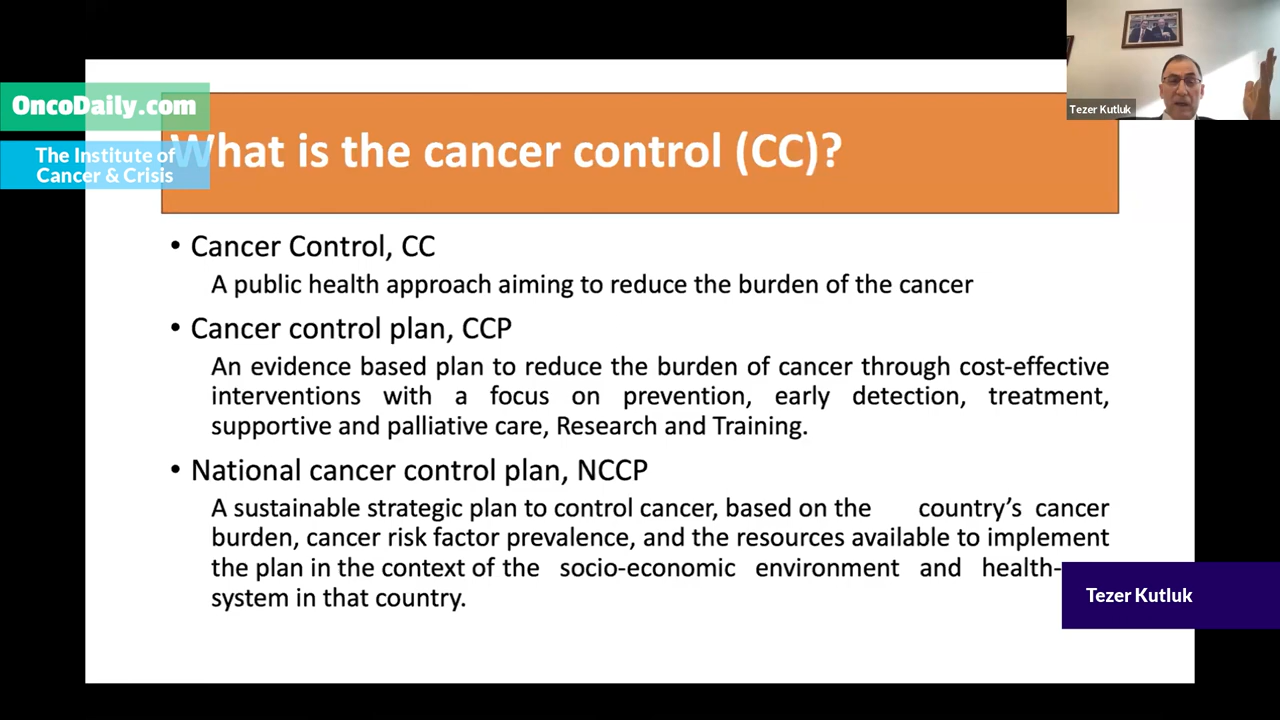 OncoDaily.com
The Institute of
Cancer & Crisis
Tezer Kutluk
What is the cancer control (CC)?
• Cancer Control, CC
A public health approach aiming to reduce the burden of the cancer
• Cancer control plan, CCP
An evidence based plan to reduce the burden of cancer through cost-effective
interventions with a focus on prevention, early detection, treatment,
supportive and palliative care, Research and Training.
• National cancer control plan, NCCP
A sustainable strategic plan to control cancer, based on the country’s cancer
burden, cancer risk factor prevalence, and the resources available to implement
the plan in the context of the socio-economic environment and health-
system in that country.
Tezer Kutluk